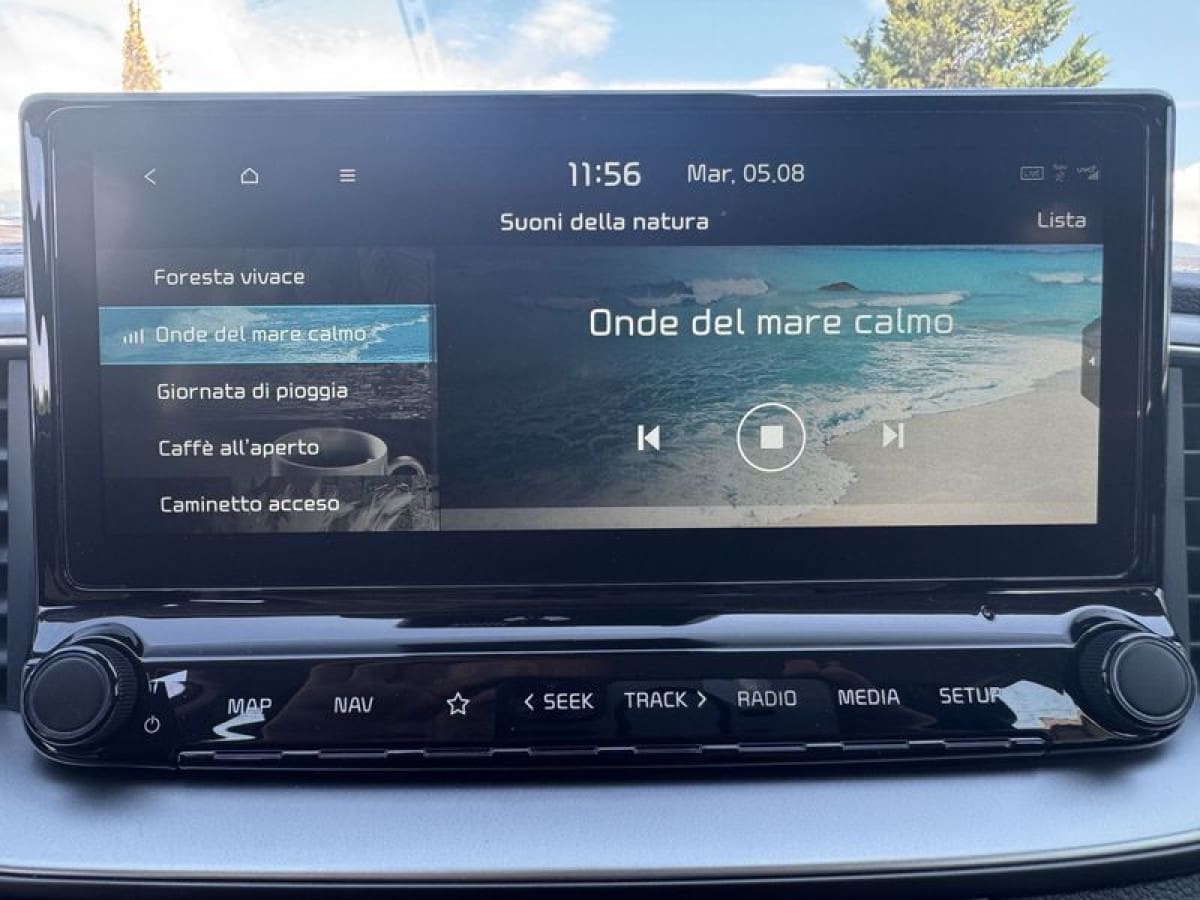 11:56 Mar, 05.08
Suoni della natura
Lista
Foresta vivace
Onde del mare calmo
Giornata di pioggia
Caffè all'aperto
Caminetto acceso
Onde del mare calmo
MAP NAV < SEEK TRACK > RADIO MEDIA SETUP